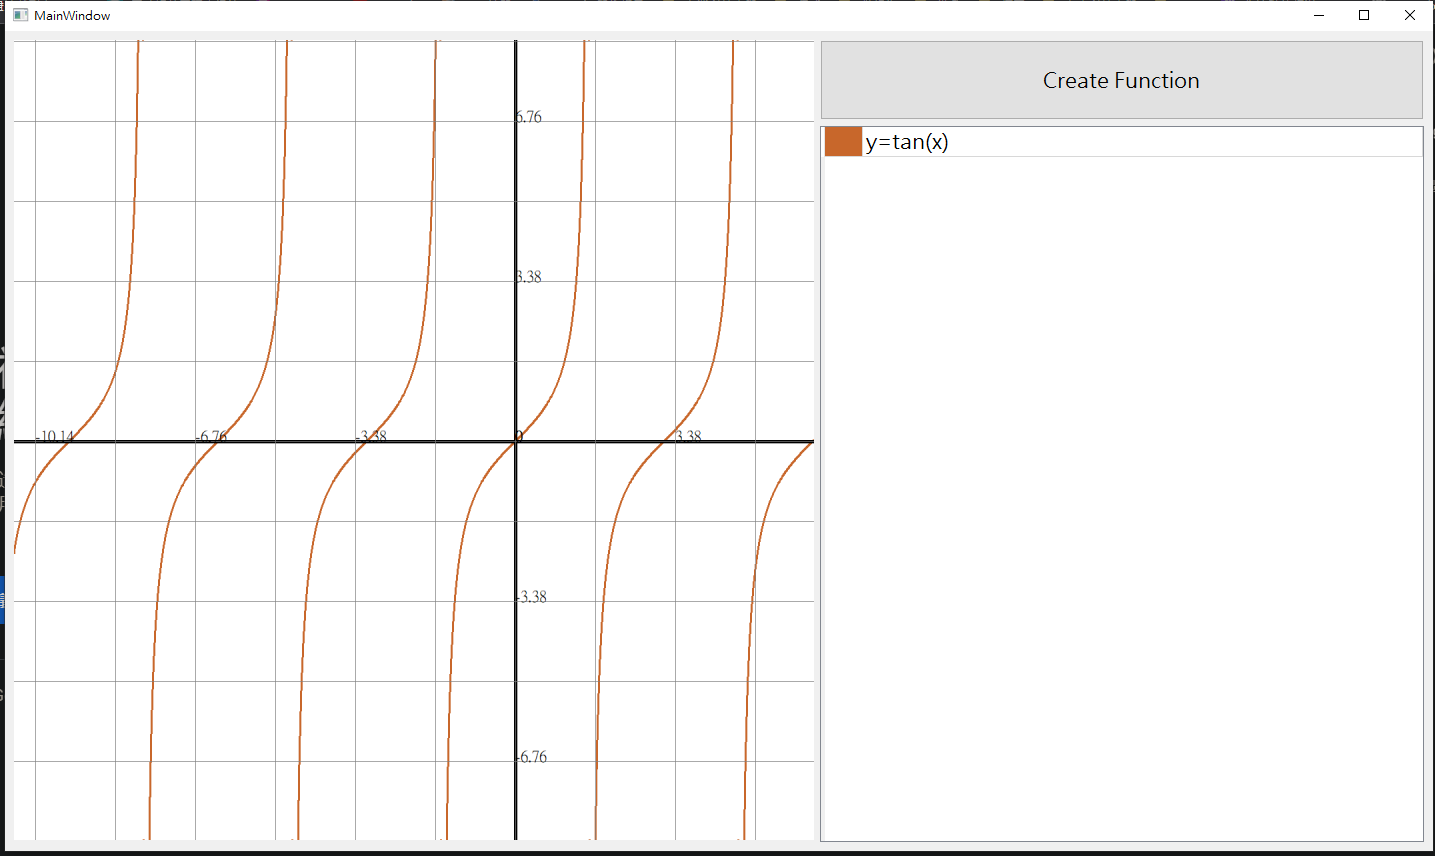 MainWindow
Create Function
y=tan(x)
6.76
3.38
-10.14 -6.76 -3.38 0 3.38
-3.38
-6.76